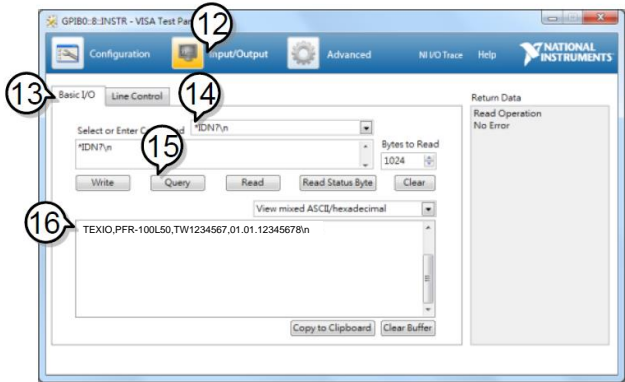 GPIB0::8::INSTR - VISA Test Pan
12
Configuration
Input/Output
Advanced
NI I/O Trace
Help
NATIONAL
INSTRUMENTS
13
Basic I/O
Line Control
14
Return Data
Read Operation
No Error
Select or Enter
*IDN?\n
15
*IDN?\n
Bytes to Read
1024
Write
Query
Read
Read Status Byte
Clear
View mixed ASCII/hexadecimal
16
TEXIO,PFR-100L50,TW1234567,01.01.12345678\n
Copy to Clipboard
Clear Buffer